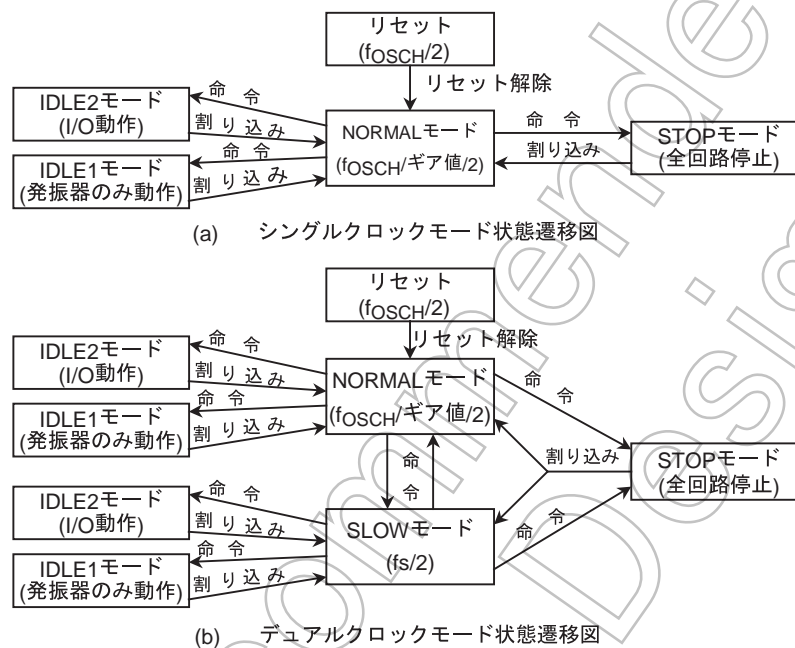 リセット
(fOSCH/2)
リセット解除
IDLE2モード
(I/O動作)
命 令
割り込み
IDLE1モード
(発振器のみ動作)
命 令
割り込み
NORMALモード
(fOSCH/ギア値/2)
命 令
割り込み
STOPモード
(全回路停止)
(a) シングルクロックモード状態遷移図
リセット
(fOSCH/2)
リセット解除
IDLE2モード
(I/O動作)
命 令
割り込み
IDLE1モード
(発振器のみ動作)
命 令
割り込み
NORMALモード
(fOSCH/ギア値/2)
命 令
命
令
割り込み
STOPモード
(全回路停止)
IDLE2モード
(I/O動作)
命 令
割り込み
IDLE1モード
(発振器のみ動作)
命 令
割り込み
SLOWモード
(fs/2)
命 令
(b) デュアルクロックモード状態遷移図
ommende
Desig